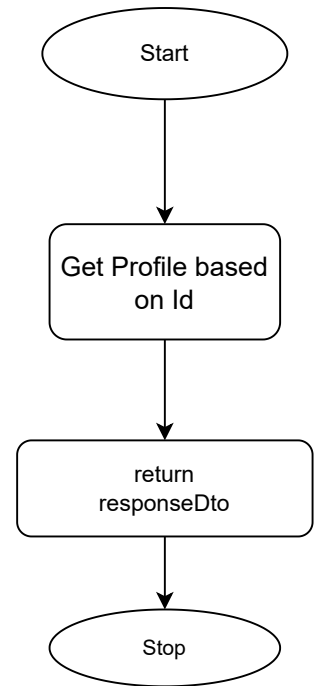 Start
Get Profile based
on Id
return
responseDto
Stop